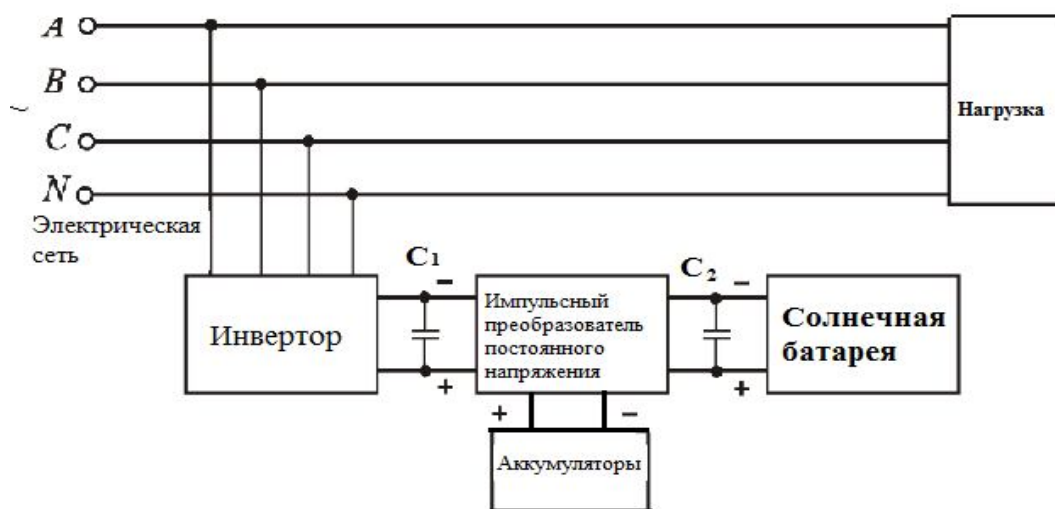 A
B
~
C
N
Нагрузка
Электрическая
сеть
C1
−
C2
−
Инвертор
Импульсный
преобразователь
постоянного
напряжения
Солнечная
батарея
+
+
+
−
Аккумуляторы